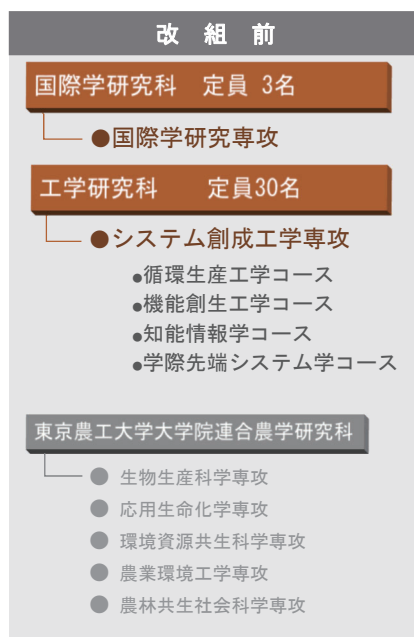 改組前
国際学研究科 定員 3名
●国際学研究専攻
工学研究科 定員30名
●システム創成工学専攻
●循環生産工学コース
●機能創生工学コース
●知能情報学コース
●学際先端システム学コース
東京農工大学大学院連合農学研究科
● 生物生産科学専攻
● 応用生命化学専攻
● 環境資源共生科学専攻
● 農業環境工学専攻
● 農林共生社会科学専攻